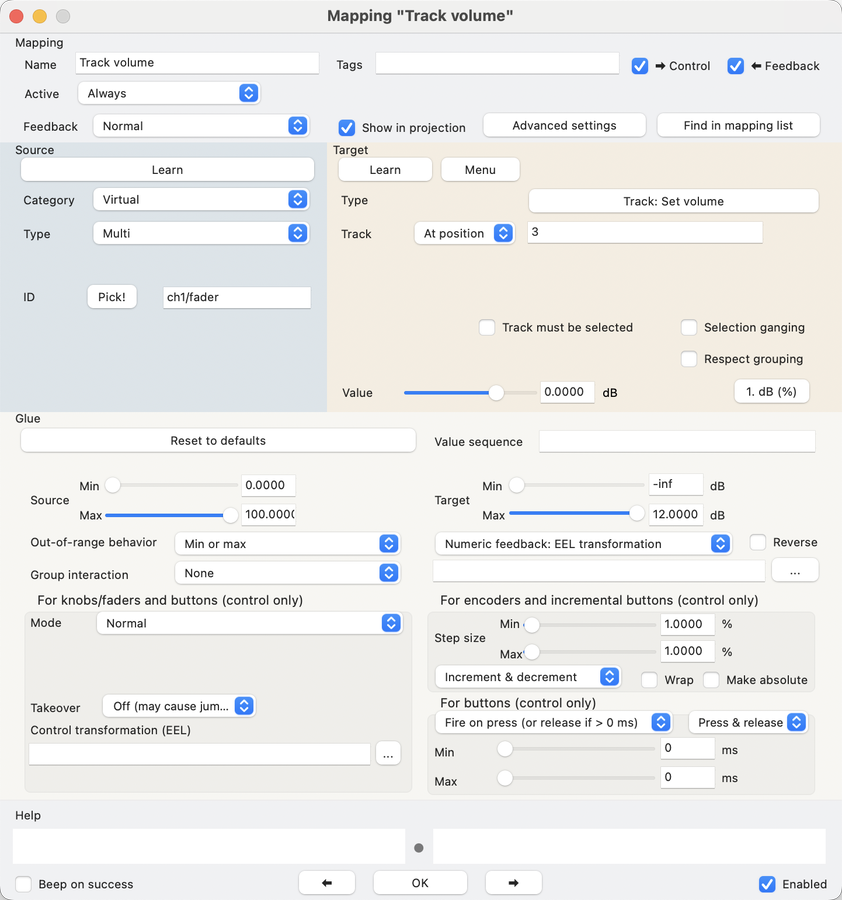 Mapping "Track volume"
Mapping
Name Track volume Tags Control Feedback
Active Always
Feedback Normal Show in projection Advanced settings Find in mapping list
Source Target
Learn Learn Menu
Category Virtual Type Track: Set volume
Type Multi Track At position 3
ID Pick! ch1/fader
Track must be selected Selection ganging
Respect grouping
Value 0.0000 dB 1. dB (%)
Glue
Reset to defaults Value sequence
Source Min 0.0000 Target Min -inf dB
Max 100.000( Max 12.0000 dB
Out-of-range behavior Min or max Numeric feedback: EEL transformation Reverse
Group interaction None ...
For knobs/faders and buttons (control only) For encoders and incremental buttons (control only)
Mode Normal Step size Min 1.0000 %
Max 1.0000 %
Increment & decrement Wrap Make absolute
Takeover Off (may cause jum... For buttons (control only)
Control transformation (EEL) Fire on press (or release if > 0 ms) Press & release
... Min 0 ms
Max 0 ms
Help
Beep on success OK Enabled